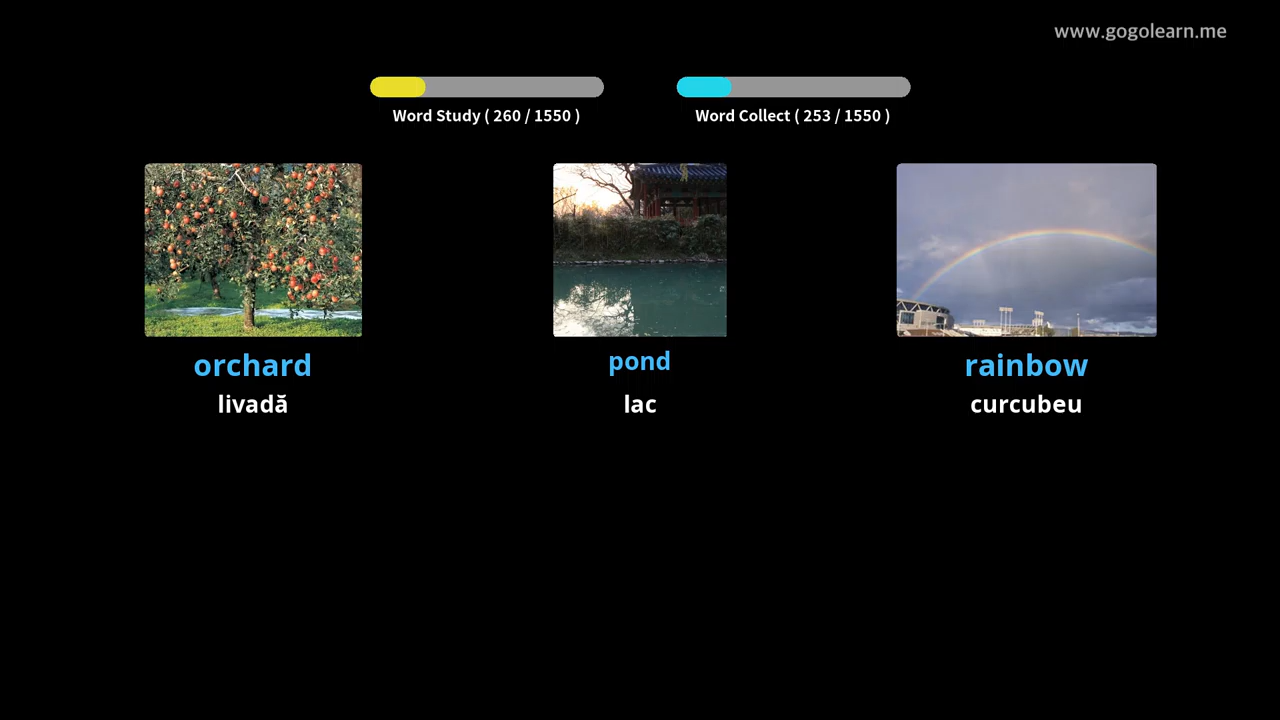 www.gogolearn.me
Word Study ( 260 / 1550 )
Word Collect ( 253 / 1550 )
orchard
livadă
pond
lac
rainbow
curcubeu